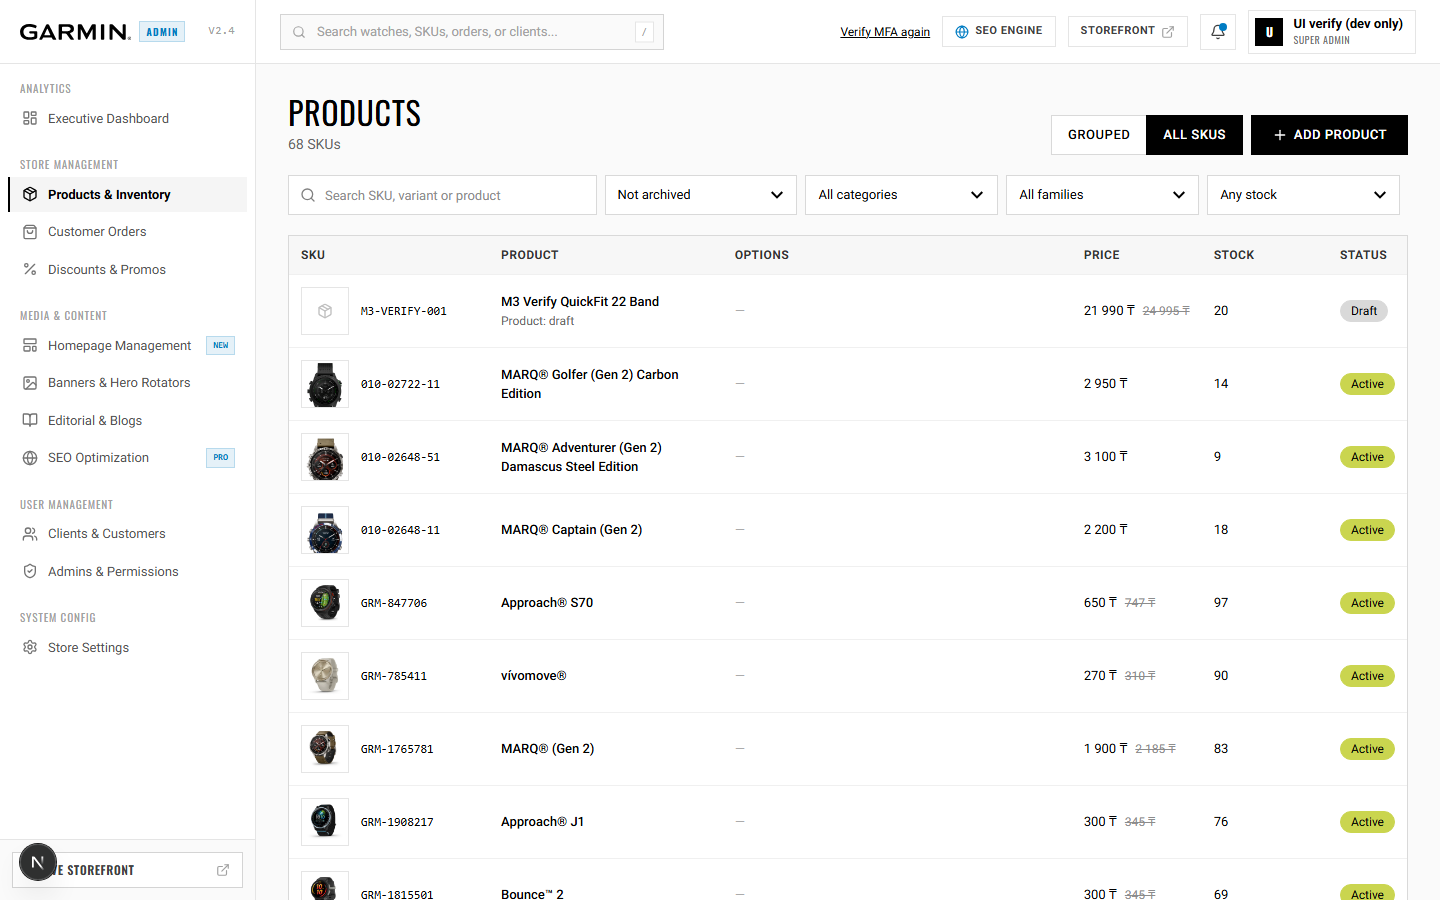 GARMIN. ADMIN V2.4
Search watches, SKUs, orders, or clients... /
Verify MFA again
SEO ENGINE
STOREFRONT
U
UI verify (dev only)
SUPER ADMIN
ANALYTICS
Executive Dashboard
STORE MANAGEMENT
Products & Inventory
Customer Orders
Discounts & Promos
MEDIA & CONTENT
Homepage Management NEW
Banners & Hero Rotators
Editorial & Blogs
SEO Optimization PRO
USER MANAGEMENT
Clients & Customers
Admins & Permissions
SYSTEM CONFIG
Store Settings
N
STOREFRONT
PRODUCTS
68 SKUs
GROUPED ALL SKUS + ADD PRODUCT
Search SKU, variant or product
Not archived
All categories
All families
Any stock
SKU PRODUCT OPTIONS PRICE STOCK STATUS
M3-VERIFY-001 M3 Verify QuickFit 22 Band — 21 990 ₸ 24 995 ₸ 20 Draft
Product: draft
010-02722-11 MARQ® Golfer (Gen 2) Carbon — 2 950 ₸ 14 Active
Edition
010-02648-51 MARQ® Adventurer (Gen 2) — 3 100 ₸ 9 Active
Damascus Steel Edition
010-02648-11 MARQ® Captain (Gen 2) — 2 200 ₸ 18 Active
GRM-847706 Approach® S70 — 650 ₸ 747 ₸ 97 Active
GRM-785411 vívomove® — 270 ₸ 310 ₸ 90 Active
GRM-1765781 MARQ® (Gen 2) — 1 900 ₸ 2 185 ₸ 83 Active
GRM-1908217 Approach® J1 — 300 ₸ 345 ₸ 76 Active
GRM-1815501 Bounce™ 2 — 300 ₸ 345 ₸ 69 Active